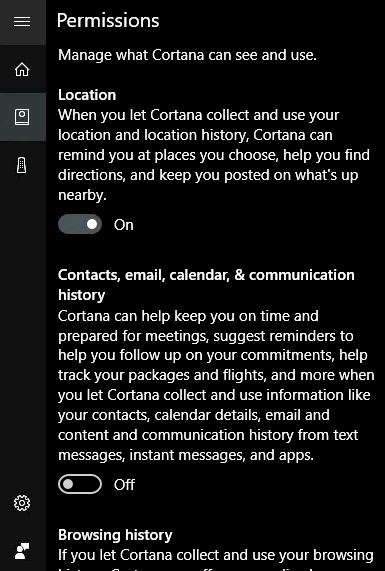 Permissions
Manage what Cortana can see and use.
Location
When you let Cortana collect and use your
location and location history, Cortana can
remind you at places you choose, help you find
directions, and keep you posted on what's up
nearby.
On
Contacts, email, calendar, & communication
history
Cortana can help keep you on time and
prepared for meetings, suggest reminders to
help you follow up on your commitments, help
track your packages and flights, and more when
you let Cortana collect and use information like
your contacts, calendar details, email and
content and communication history from text
messages, instant messages, and apps.
Off
Browsing history
If you let Cortana collect and use your browsing